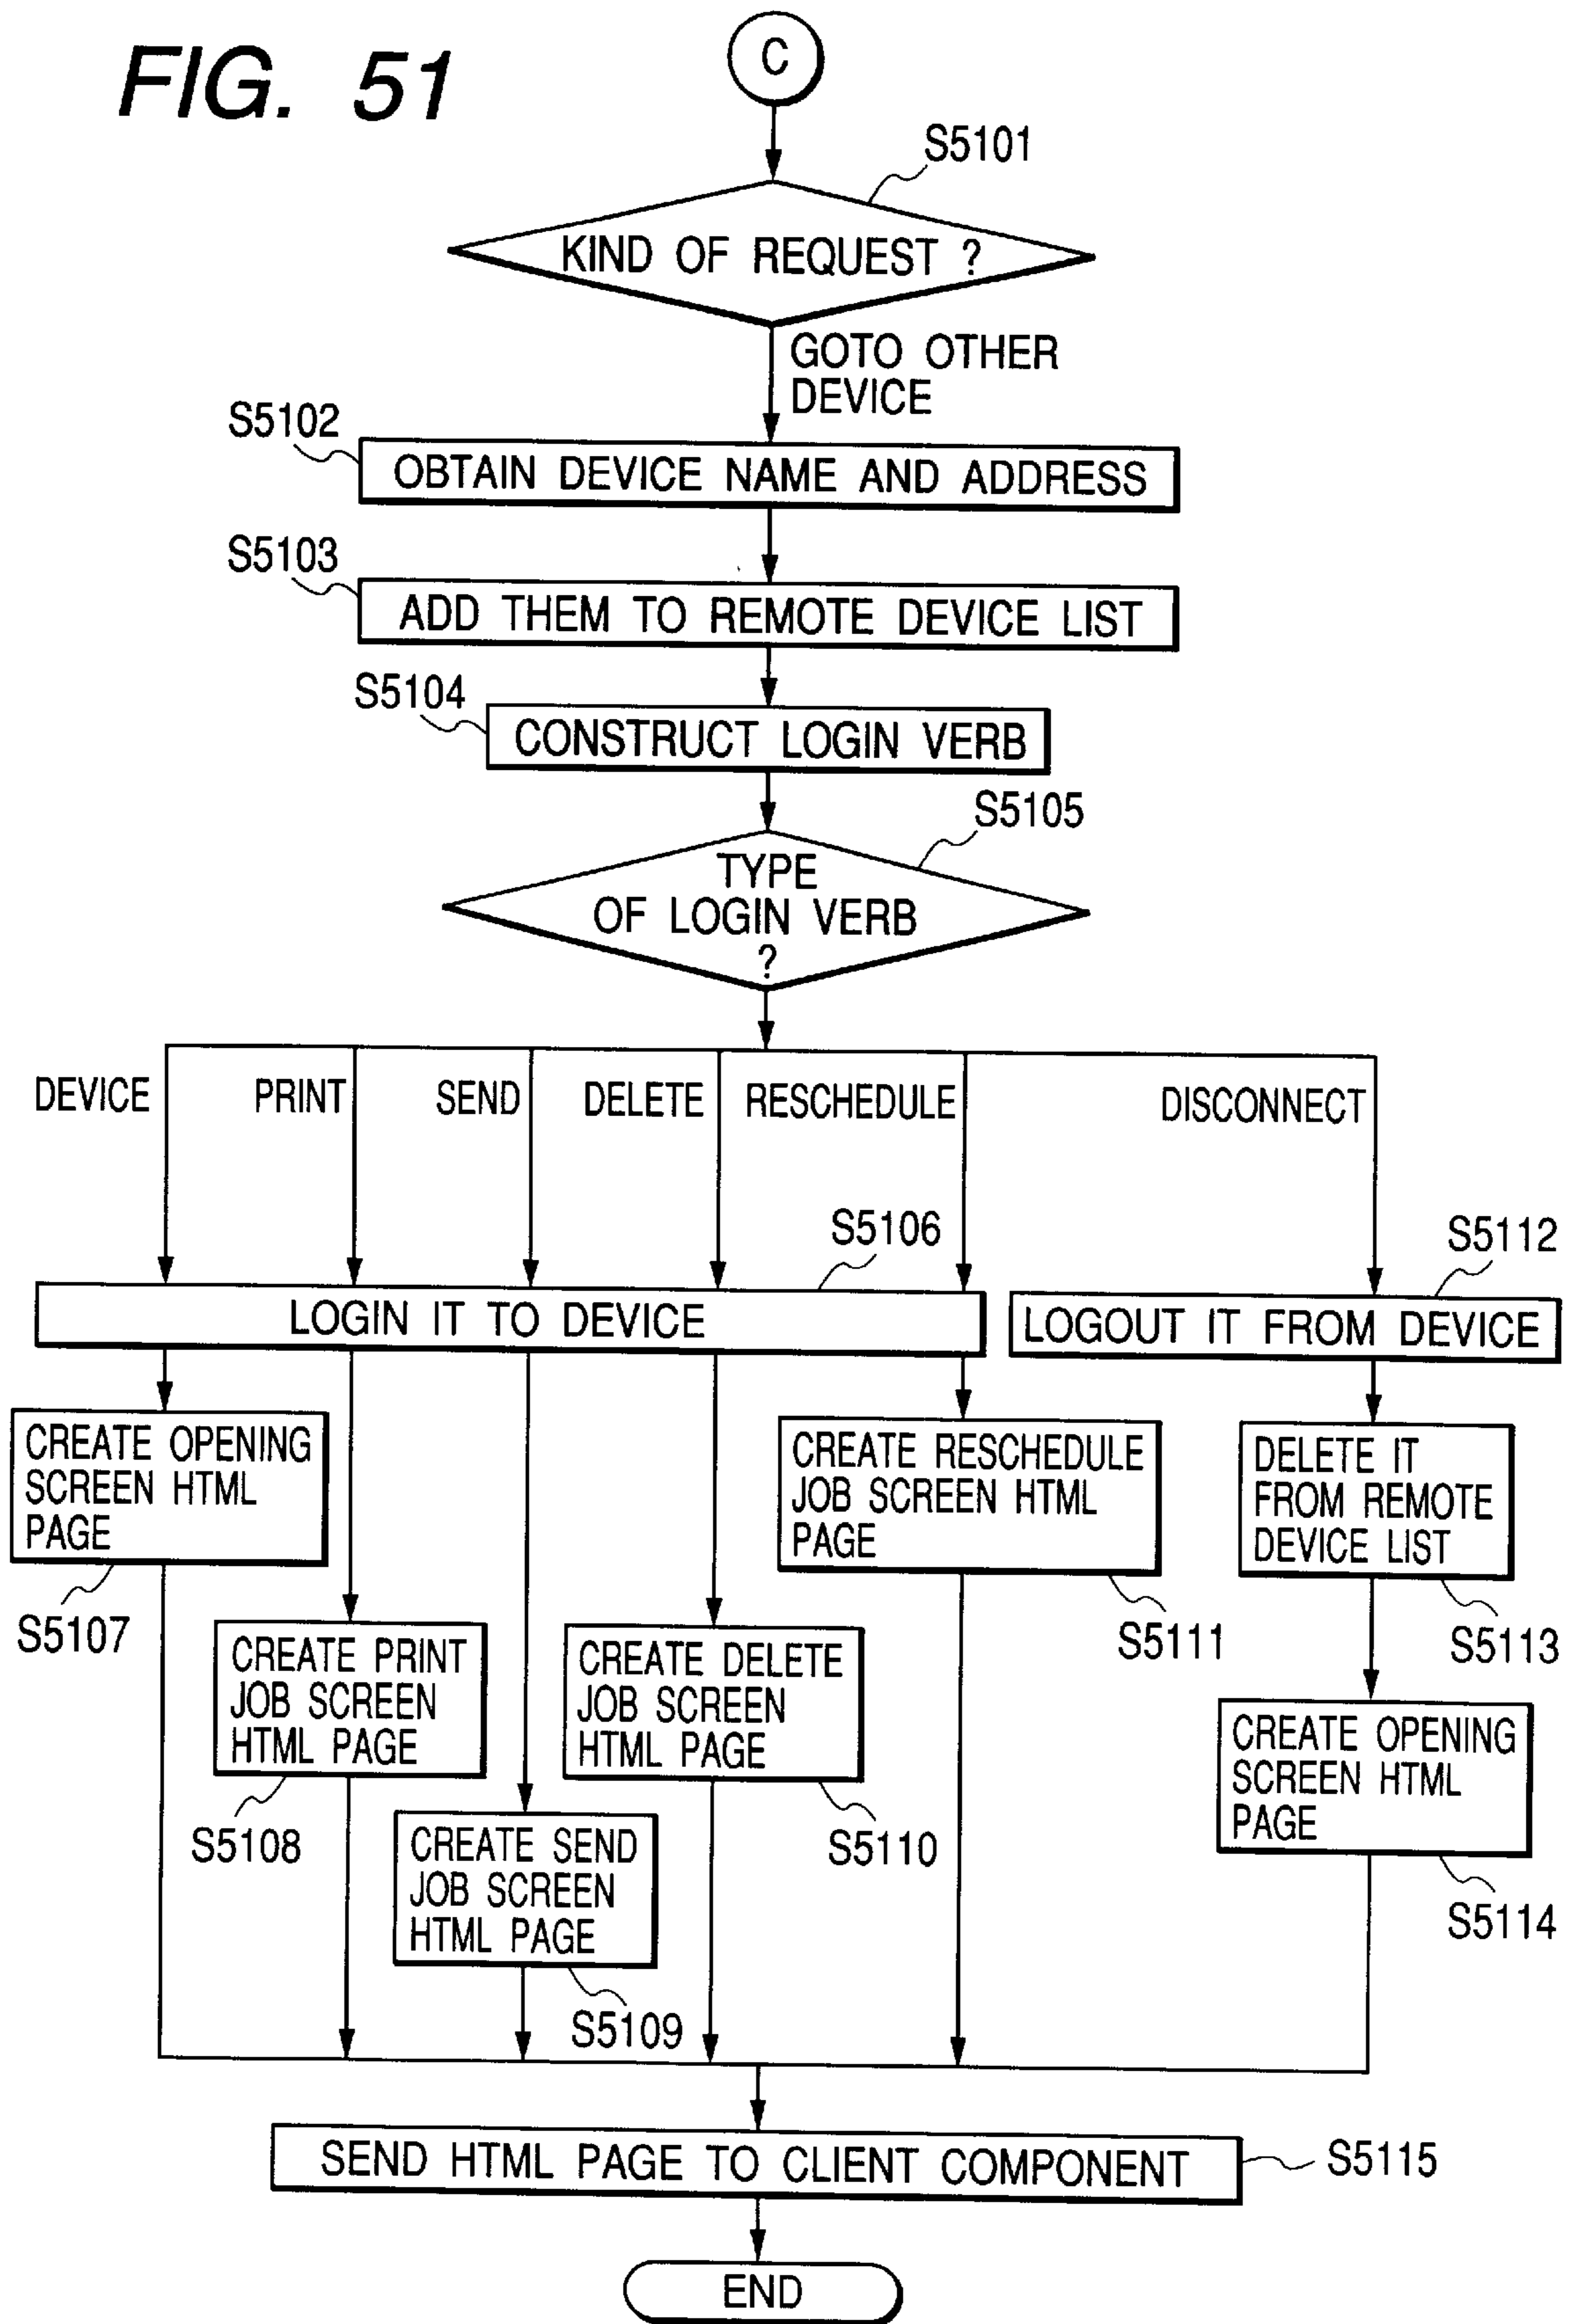 FIG. 51
C
S5101
KIND OF REQUEST ?
GOTO OTHER
DEVICE
S5102
OBTAIN DEVICE NAME AND ADDRESS
S5103
ADD THEM TO REMOTE DEVICE LIST
S5104
CONSTRUCT LOGIN VERB
S5105
TYPE
OF LOGIN VERB
?
DEVICE
PRINT
SEND
DELETE
RESCHEDULE
DISCONNECT
S5106
S5112
LOGIN IT TO DEVICE
LOGOUT IT FROM DEVICE
CREATE OPENING
SCREEN HTML
PAGE
S5107
CREATE RESCHEDULE
JOB SCREEN HTML
PAGE
S5111
DELETE IT
FROM REMOTE
DEVICE LIST
S5113
CREATE PRINT
JOB SCREEN
HTML PAGE
S5108
CREATE DELETE
JOB SCREEN
HTML PAGE
S5110
CREATE OPENING
SCREEN HTML
PAGE
S5114
CREATE SEND
JOB SCREEN
HTML PAGE
S5109
SEND HTML PAGE TO CLIENT COMPONENT
S5115
END